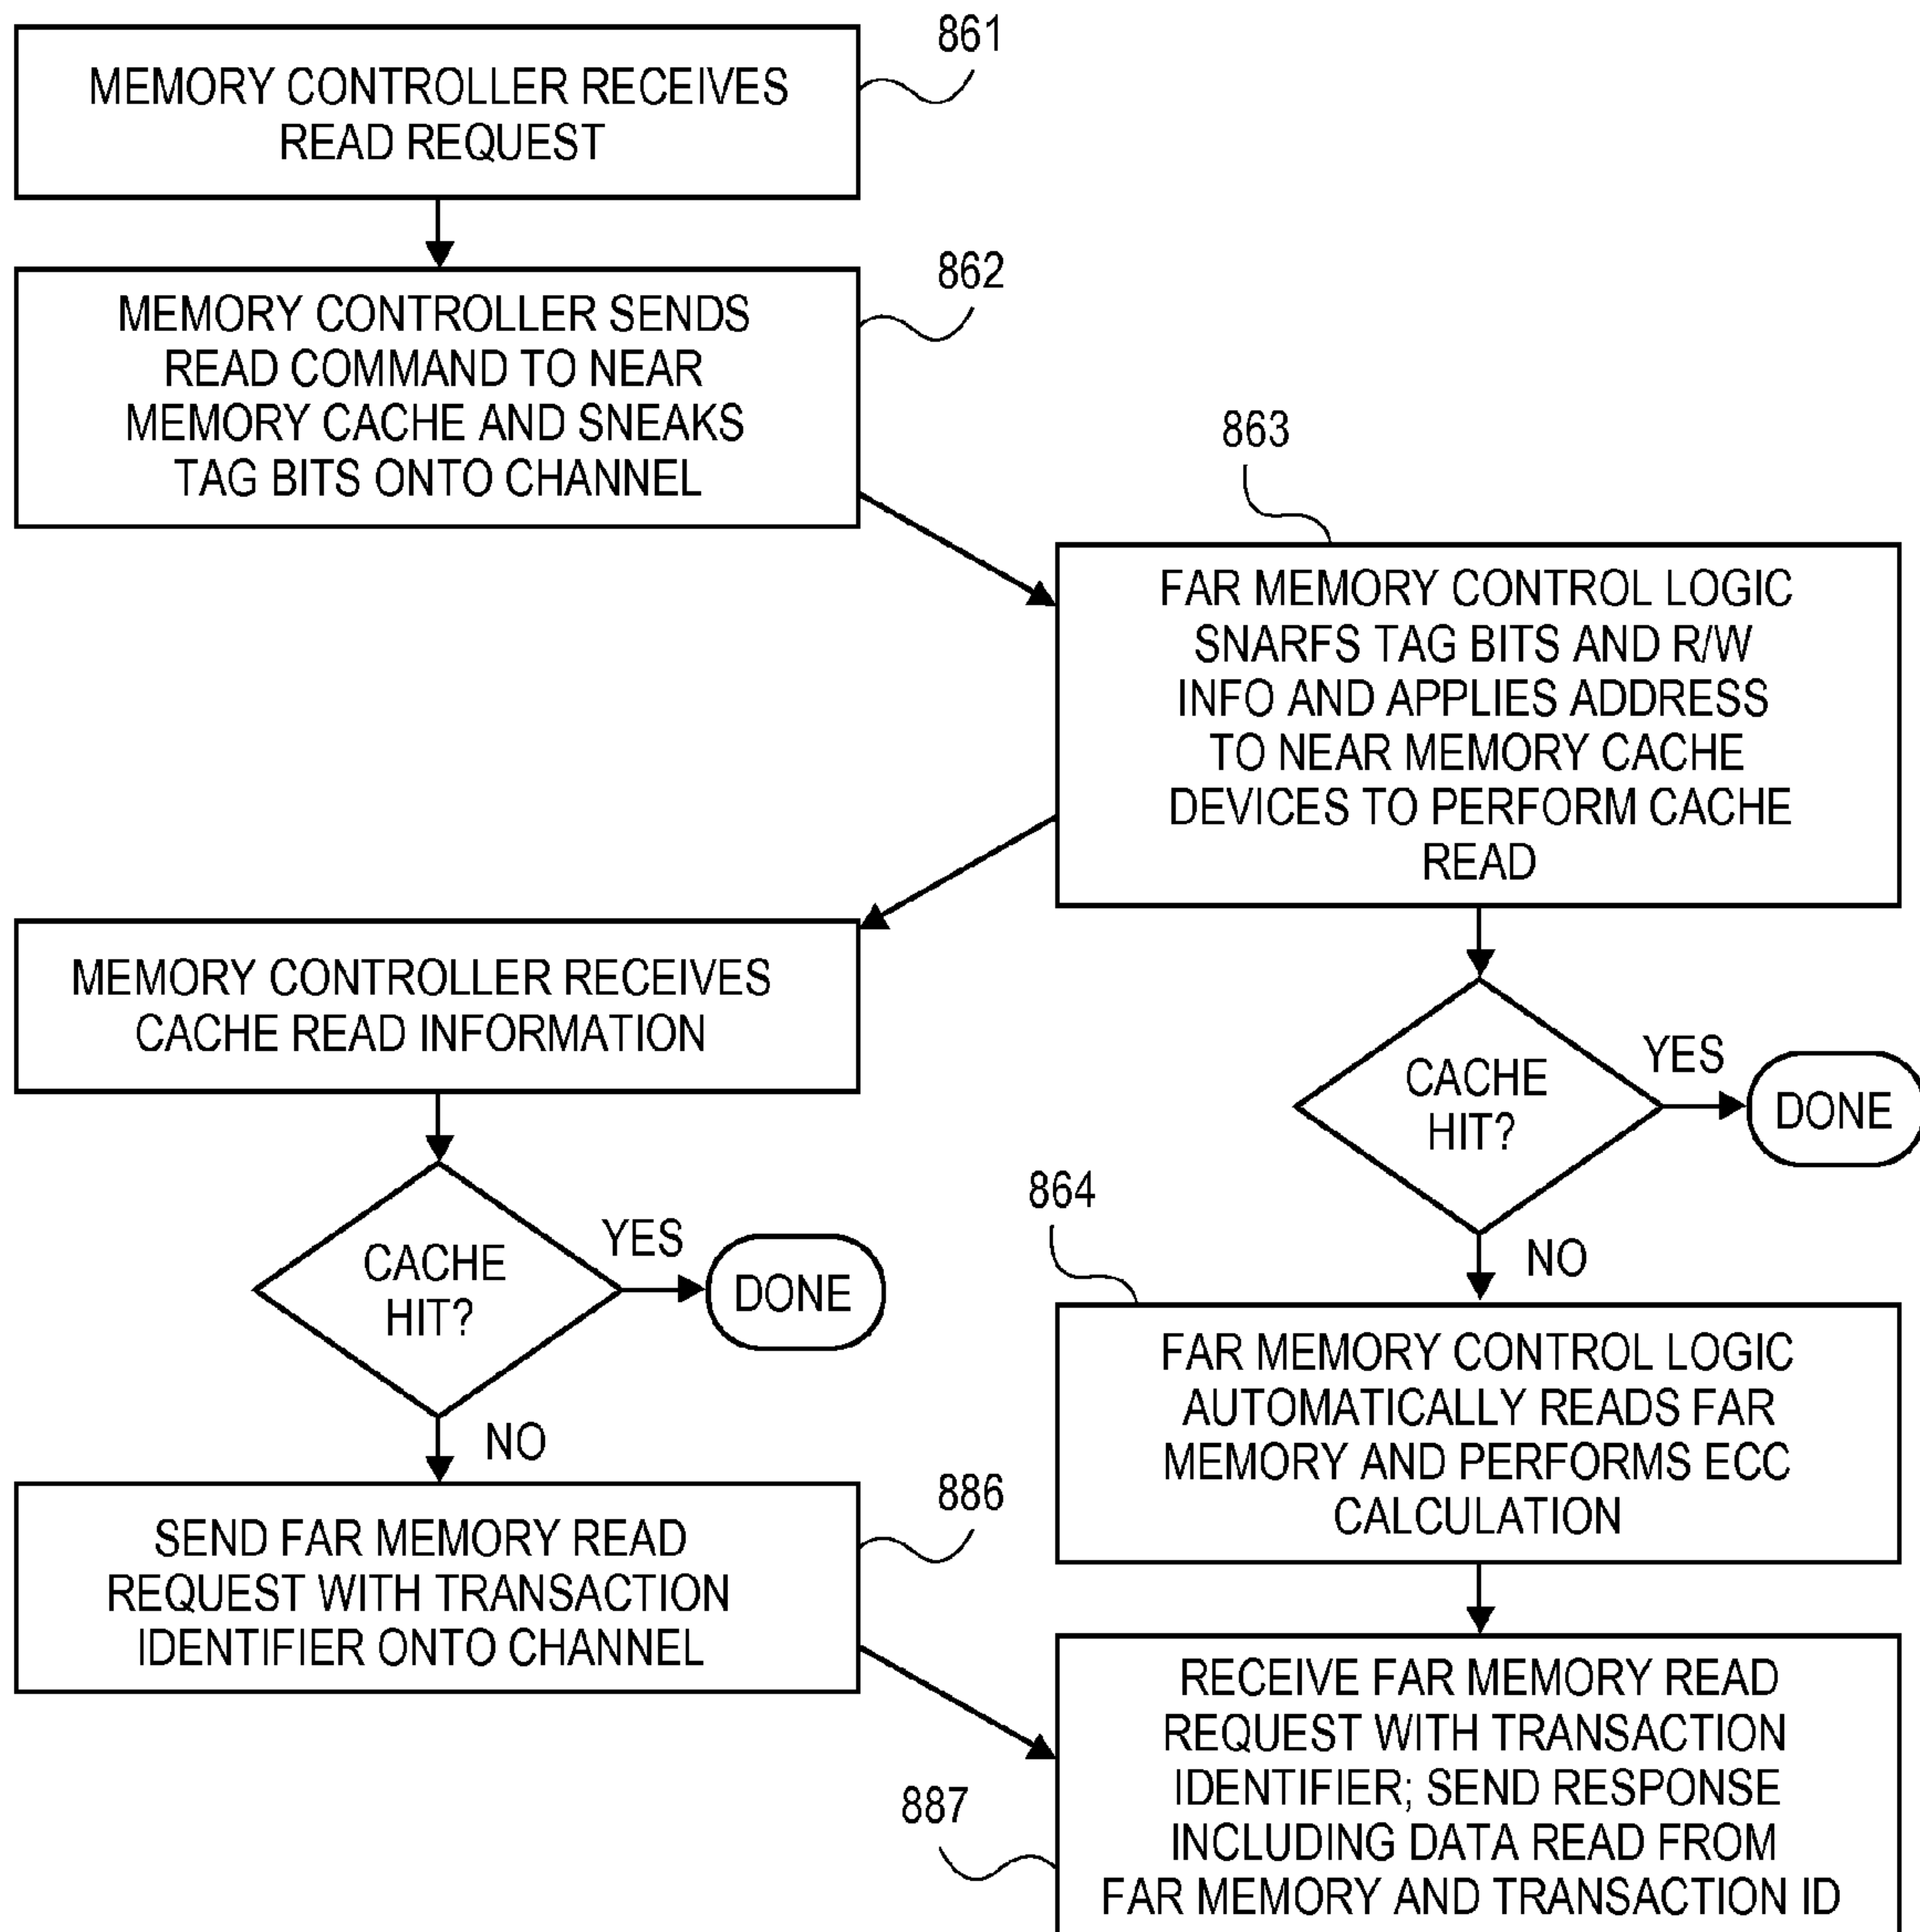 861
MEMORY CONTROLLER RECEIVES
READ REQUEST
862
MEMORY CONTROLLER SENDS
READ COMMAND TO NEAR
MEMORY CACHE AND SNEAKS
TAG BITS ONTO CHANNEL
863
FAR MEMORY CONTROL LOGIC
SNARFS TAG BITS AND R/W
INFO AND APPLIES ADDRESS
TO NEAR MEMORY CACHE
DEVICES TO PERFORM CACHE
READ
MEMORY CONTROLLER RECEIVES
CACHE READ INFORMATION
CACHE
HIT?
YES
DONE
NO
CACHE
HIT?
YES
DONE
NO
864
FAR MEMORY CONTROL LOGIC
AUTOMATICALLY READS FAR
MEMORY AND PERFORMS ECC
CALCULATION
886
SEND FAR MEMORY READ
REQUEST WITH TRANSACTION
IDENTIFIER ONTO CHANNEL
887
RECEIVE FAR MEMORY READ
REQUEST WITH TRANSACTION
IDENTIFIER; SEND RESPONSE
INCLUDING DATA READ FROM
FAR MEMORY AND TRANSACTION ID